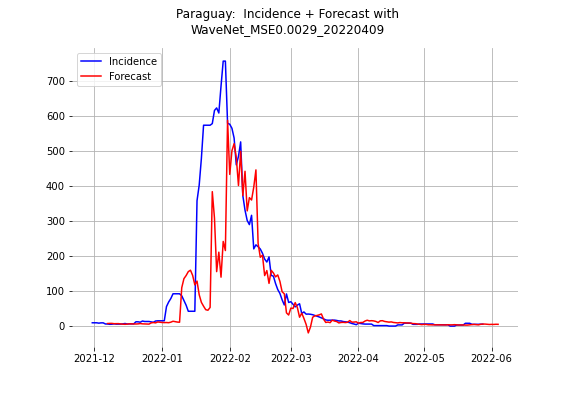 Paraguay:  Incidence + Forecast with
WaveNet_MSE0.0029_20220409
Incidence
Forecast
700
600
500
400
300
200
100
0
2021-12 2022-01 2022-02 2022-03 2022-04 2022-05 2022-06